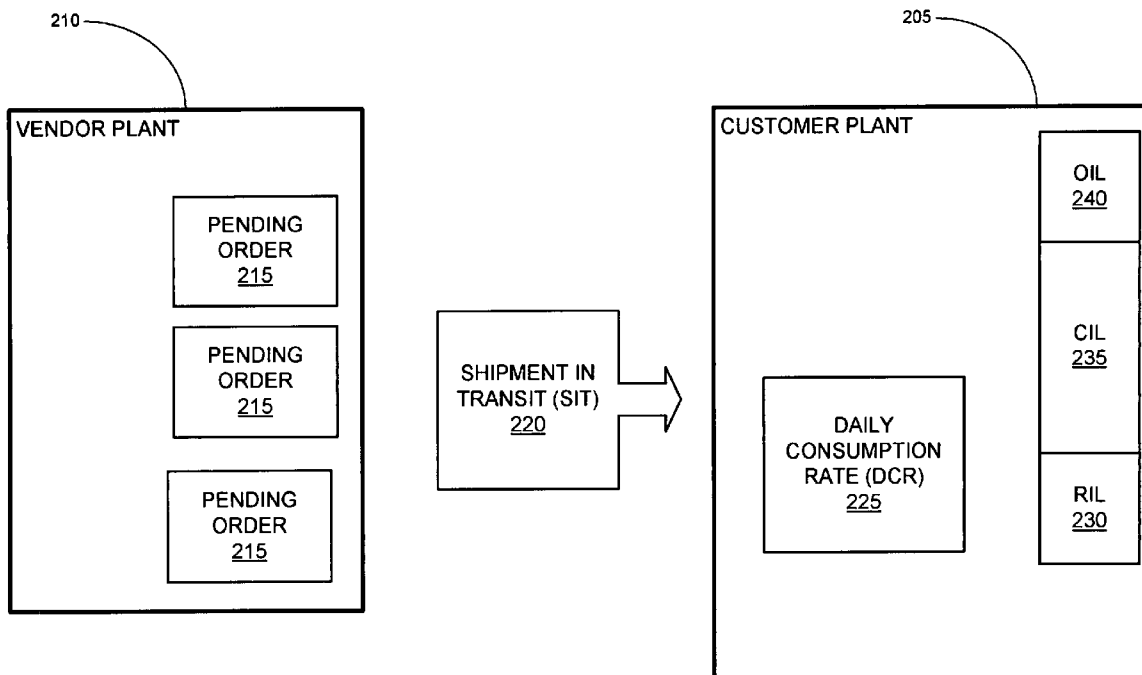 210
205
VENDOR PLANT
PENDING
ORDER
215
PENDING
ORDER
215
PENDING
ORDER
215
SHIPMENT IN
TRANSIT (SIT)
220
CUSTOMER PLANT
DAILY
CONSUMPTION
RATE (DCR)
225
OIL
240
CIL
235
RIL
230